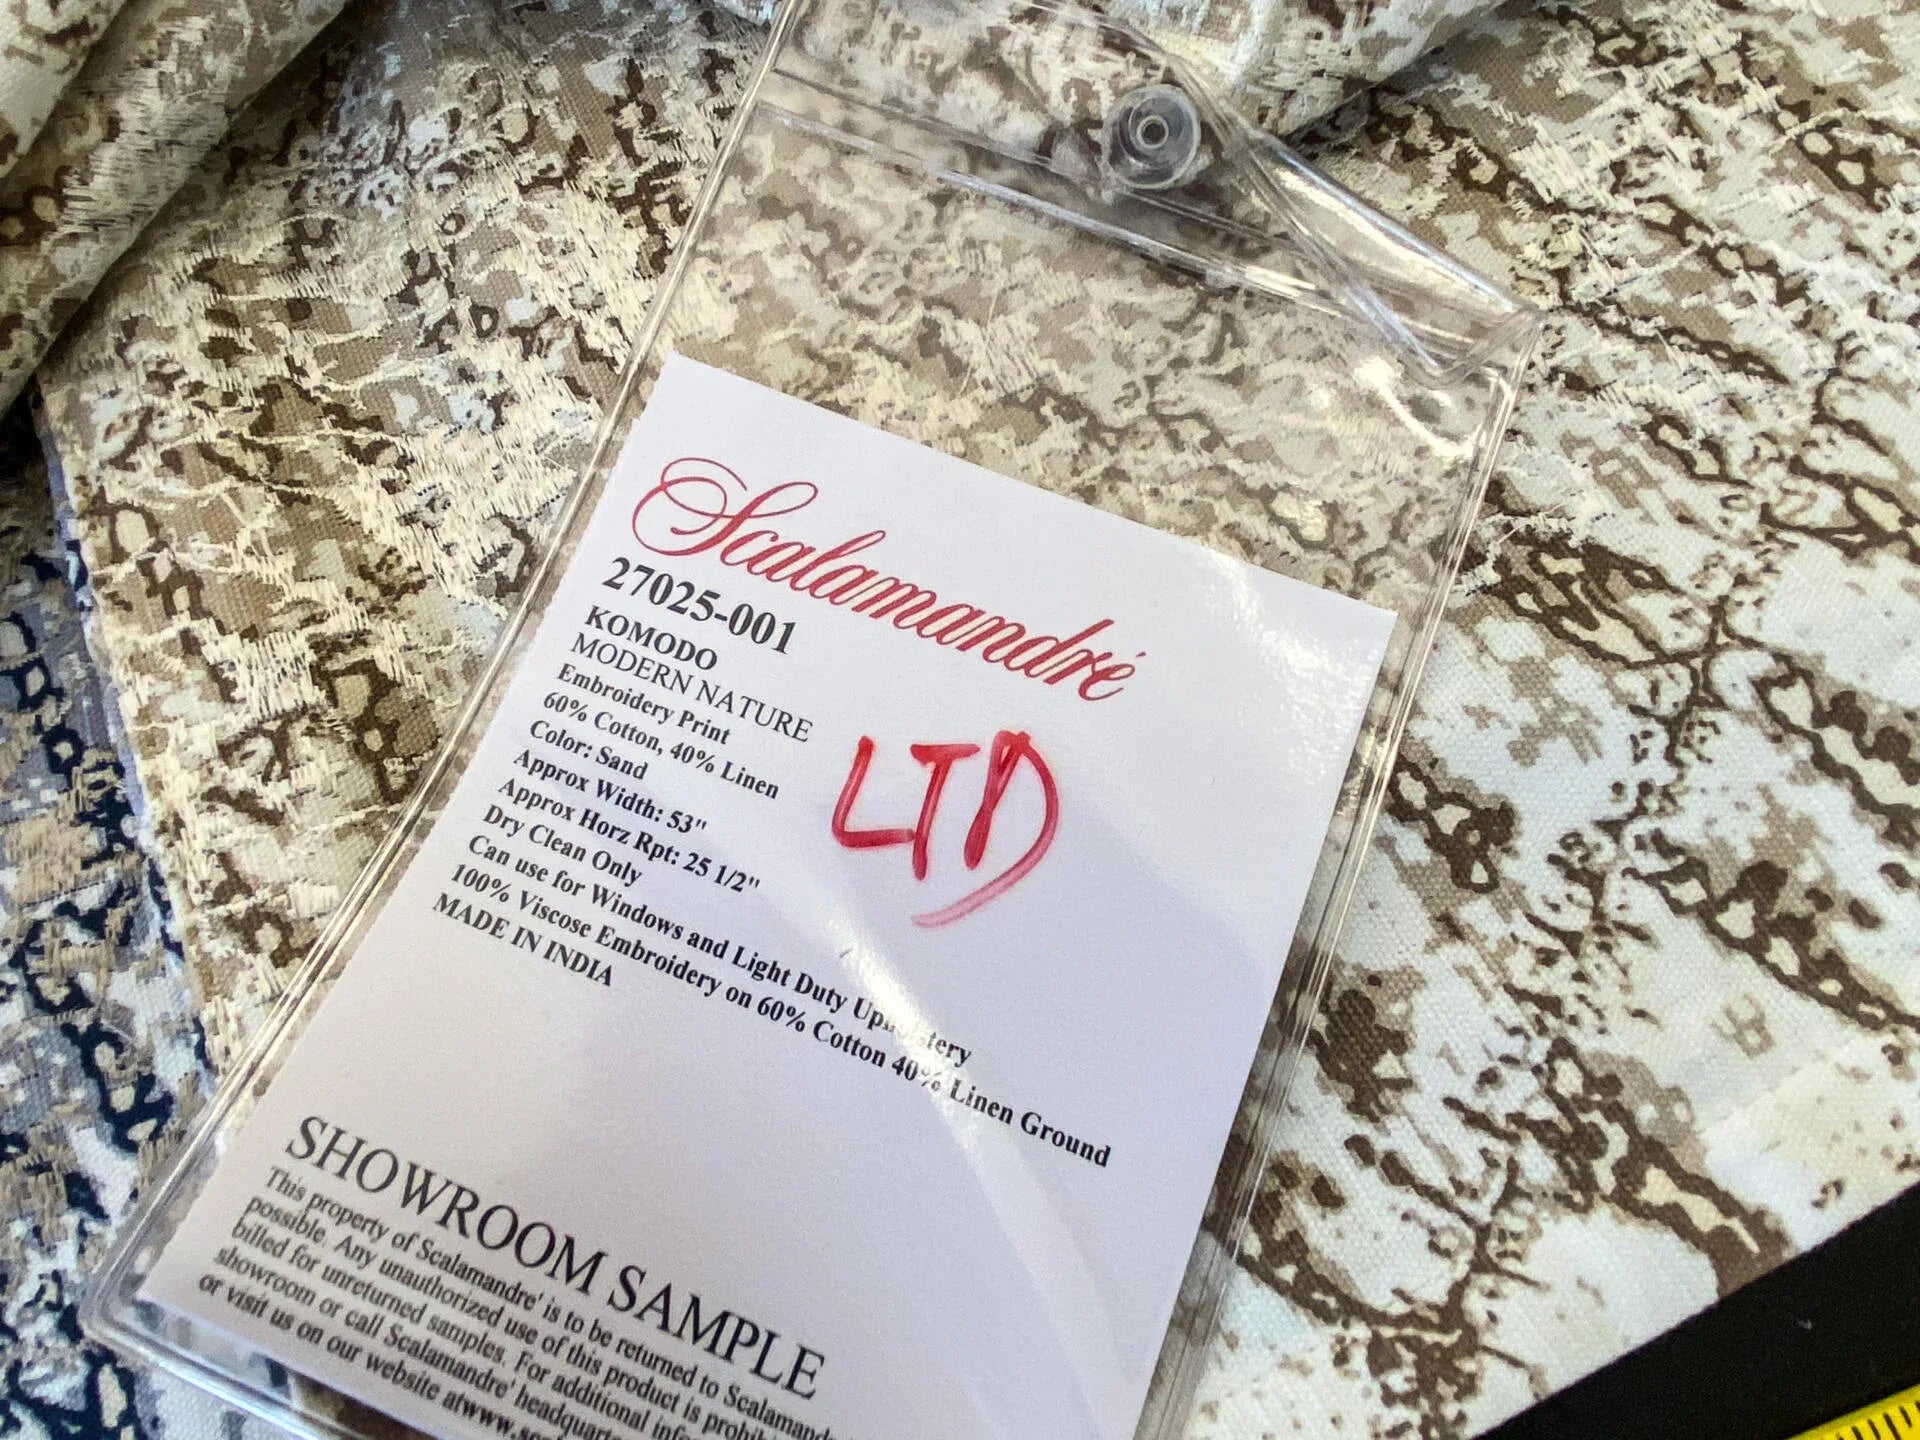 Scalamandré
27025-001
KOMODO
MODERN NATURE
Embroidery Print
60% Cotton, 40% Linen
Color: Sand
Approx Width: 53"
Approx Horz Rpt: 25 1/2"
Dry Clean Only
Can use for Windows and Light Duty Upholstery
100% Viscose Embroidery on 60% Cotton 40% Linen Ground
MADE IN INDIA
LTD
SHOWROOM SAMPLE
This property of Scalamandre' is to be returned to Scalamandre
possible. Any unauthorized use of this product is
billed for unreturned samples. For additional
showroom or call Scalamandre'
or visit us on our website at